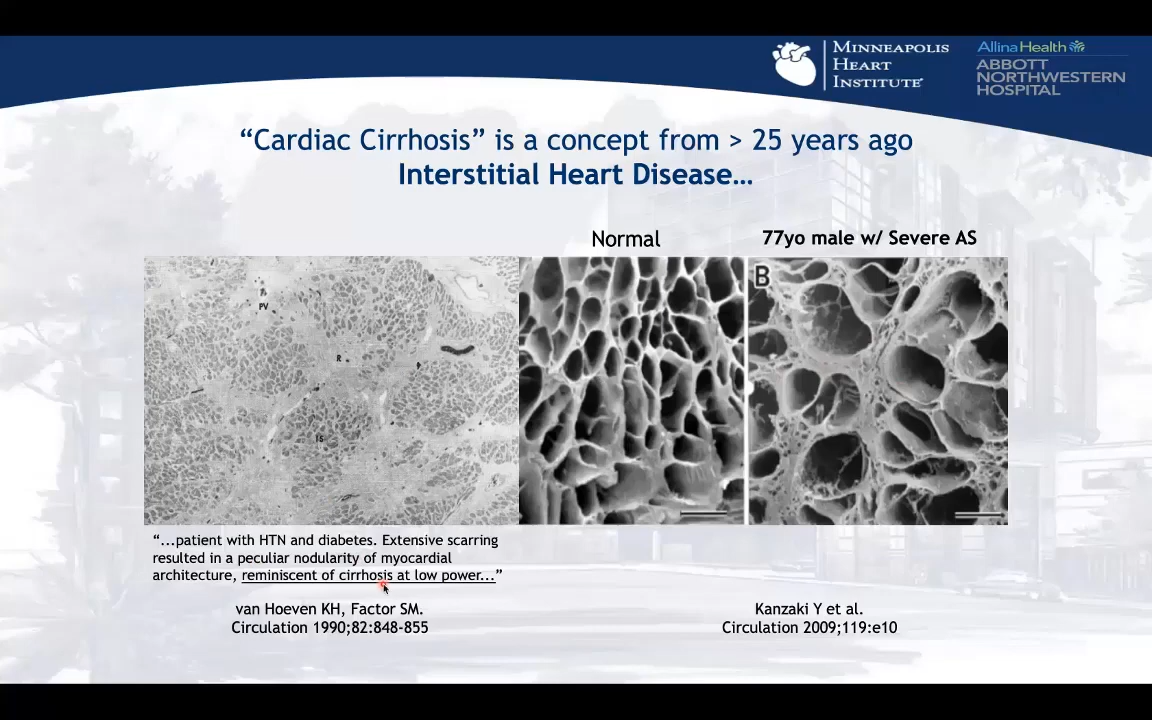 MINNEAPOLIS
HEART
INSTITUTE
AllinaHealth
ABBOTT
NORTHWESTERN
HOSPITAL
“Cardiac Cirrhosis” is a concept from > 25 years ago
Interstitial Heart Disease…
Normal
77yo male w/ Severe AS
PV
R
IS
B
“...patient with HTN and diabetes. Extensive scarring
resulted in a peculiar nodularity of myocardial
architecture, reminiscent of cirrhosis at low power...”
van Hoeven KH, Factor SM.
Circulation 1990;82:848-855
Kanzaki Y et al.
Circulation 2009;119:e10